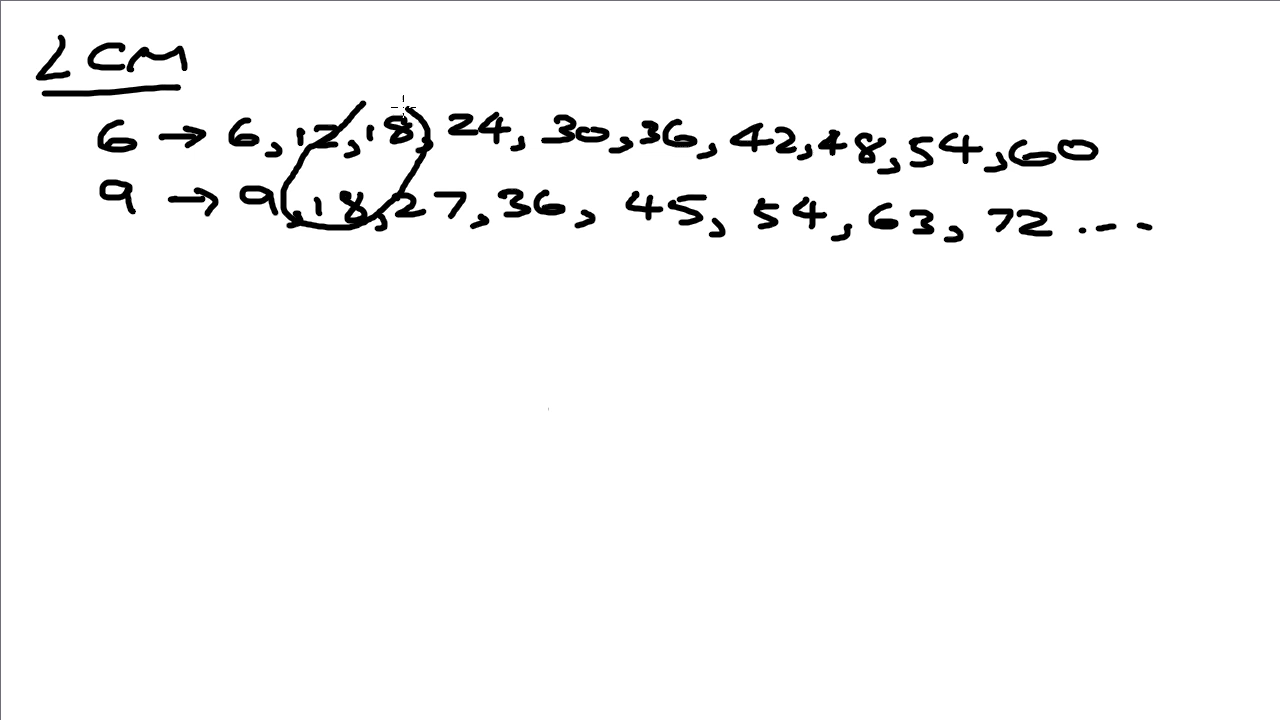 LCM
6 → 6, 12, 18, 24, 30, 36, 42, 48, 54, 60
9 → 9, 18, 27, 36, 45, 54, 63, 72 ...